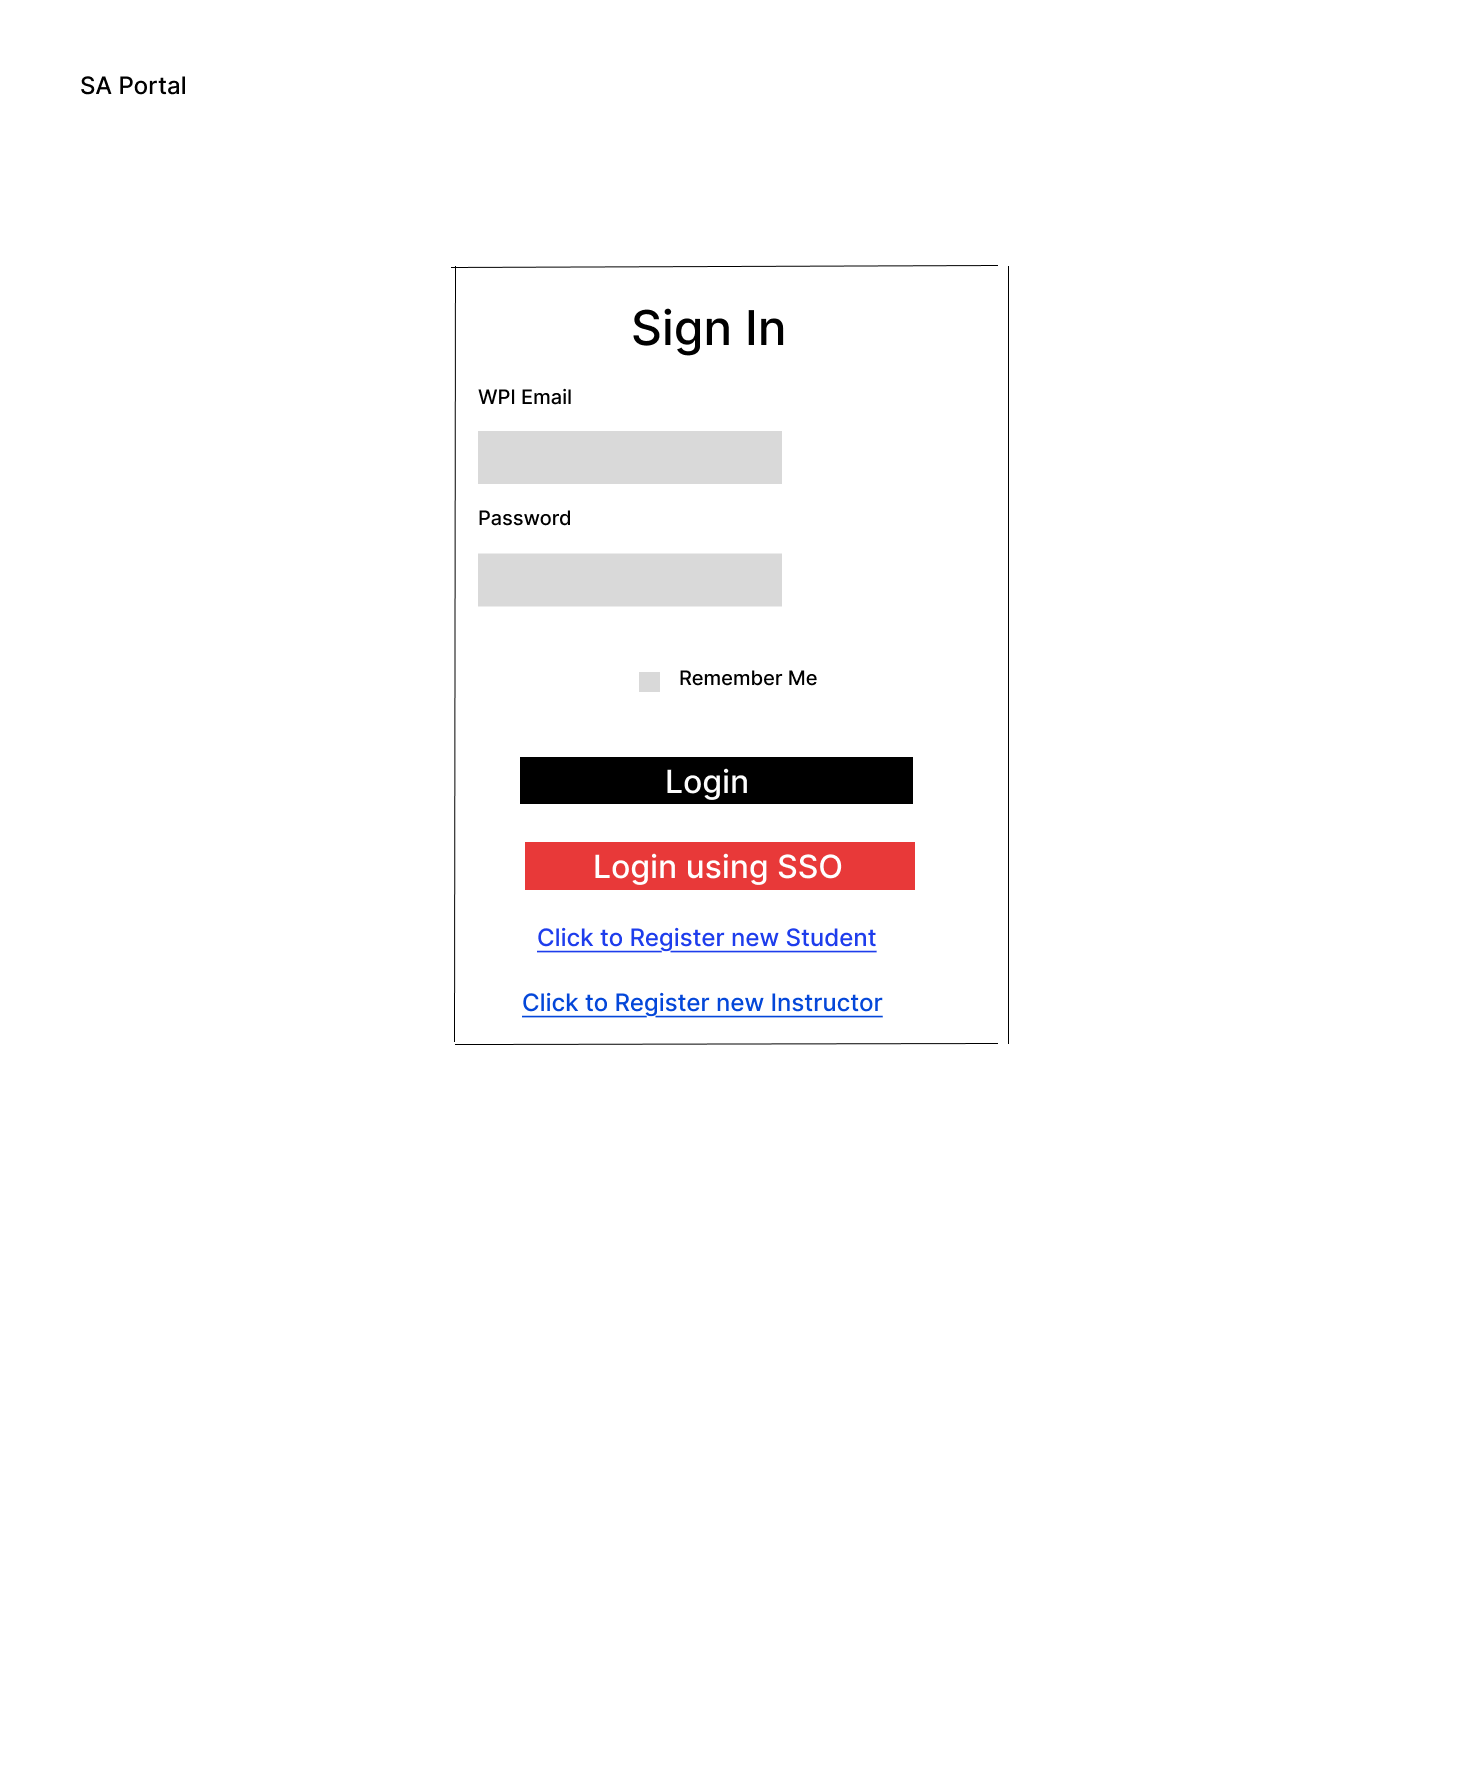 SA Portal
Sign In
WPI Email
Password
Remember Me
Login
Login using SSO
Click to Register new Student
Click to Register new Instructor